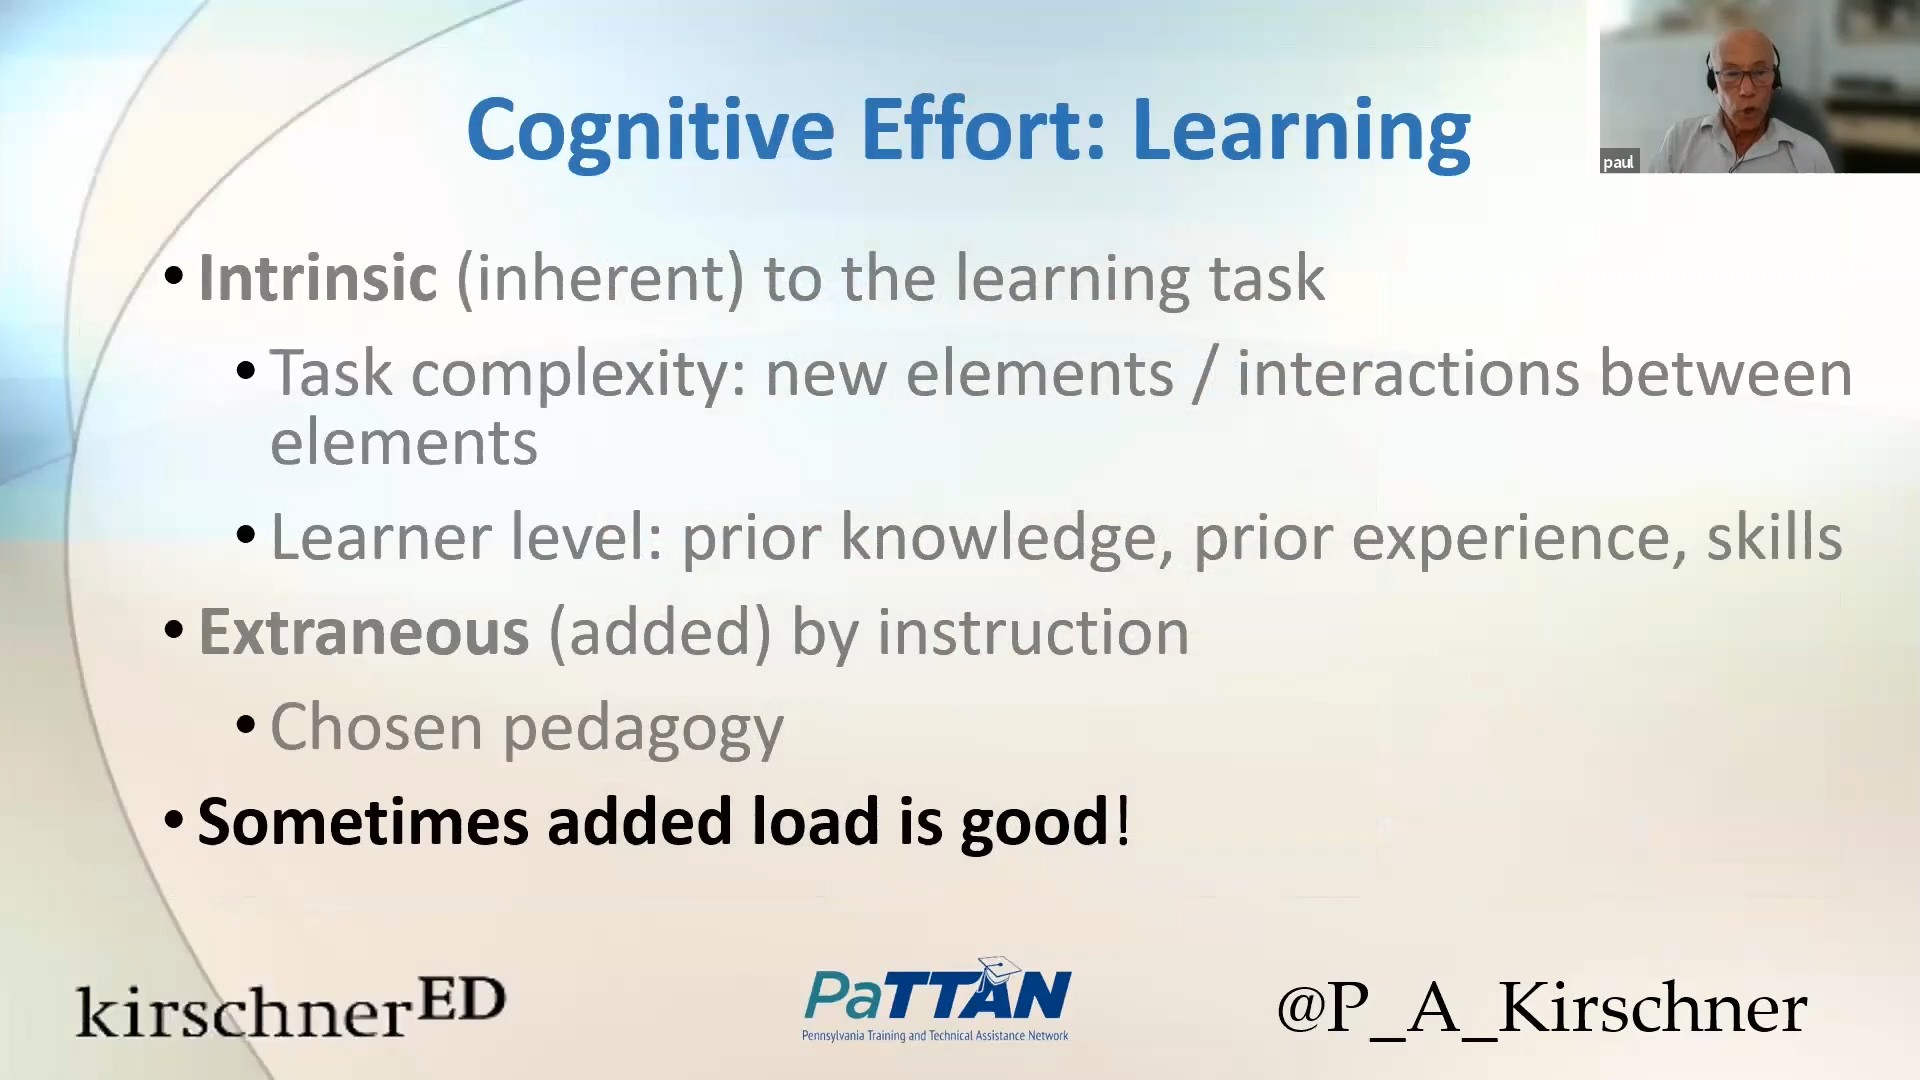 Cognitive Effort: Learning
paul
• Intrinsic (inherent) to the learning task
• Task complexity: new elements / interactions between
elements
• Learner level: prior knowledge, prior experience, skills
• Extraneous (added) by instruction
• Chosen pedagogy
• Sometimes added load is good!
kirschnerED
PaTTAN
Pennsylvania Training and Technical Assistance Network
@P_A_Kirschner